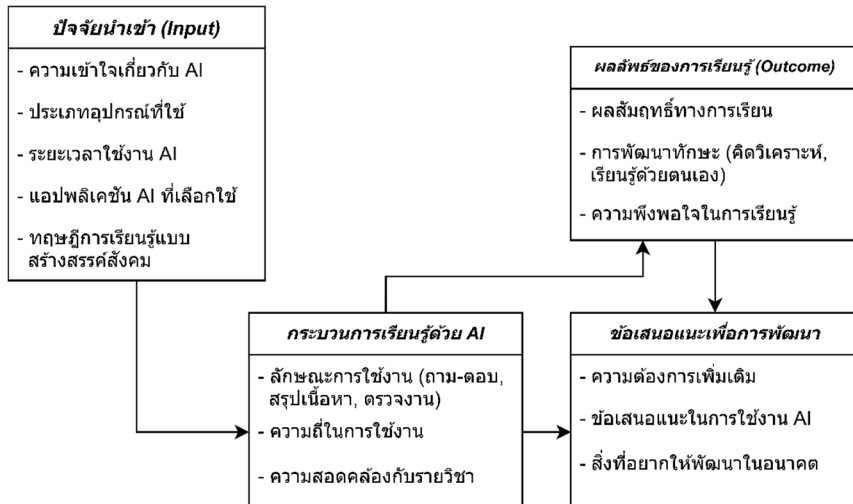 ปัจจัยนำเข้า (Input)
- ความเข้าใจเกี่ยวกับ AI
- ประเภทอุปกรณ์ที่ใช้
- ระยะเวลาใช้งาน AI
- แอปพลิเคชัน AI ที่เลือกใช้
- ทฤษฎีการเรียนรู้แบบ
สร้างสรรค์สังคม
กระบวนการเรียนรู้ด้วย AI
- ลักษณะการใช้งาน (ถาม-ตอบ,
สรุปเนื้อหา, ตรวจงาน)
- ความถี่ในการใช้งาน
- ความสอดคล้องกับรายวิชา
ผลลัพธ์ของการเรียนรู้ (Outcome)
- ผลสัมฤทธิ์ทางการเรียน
- การพัฒนาทักษะ (คิดวิเคราะห์,
เรียนรู้ด้วยตนเอง)
- ความพึงพอใจในการเรียนรู้
ข้อเสนอแนะเพื่อการพัฒนา
- ความต้องการเพิ่มเติม
- ข้อเสนอแนะในการใช้งาน AI
- สิ่งที่อยากให้พัฒนาในอนาคต